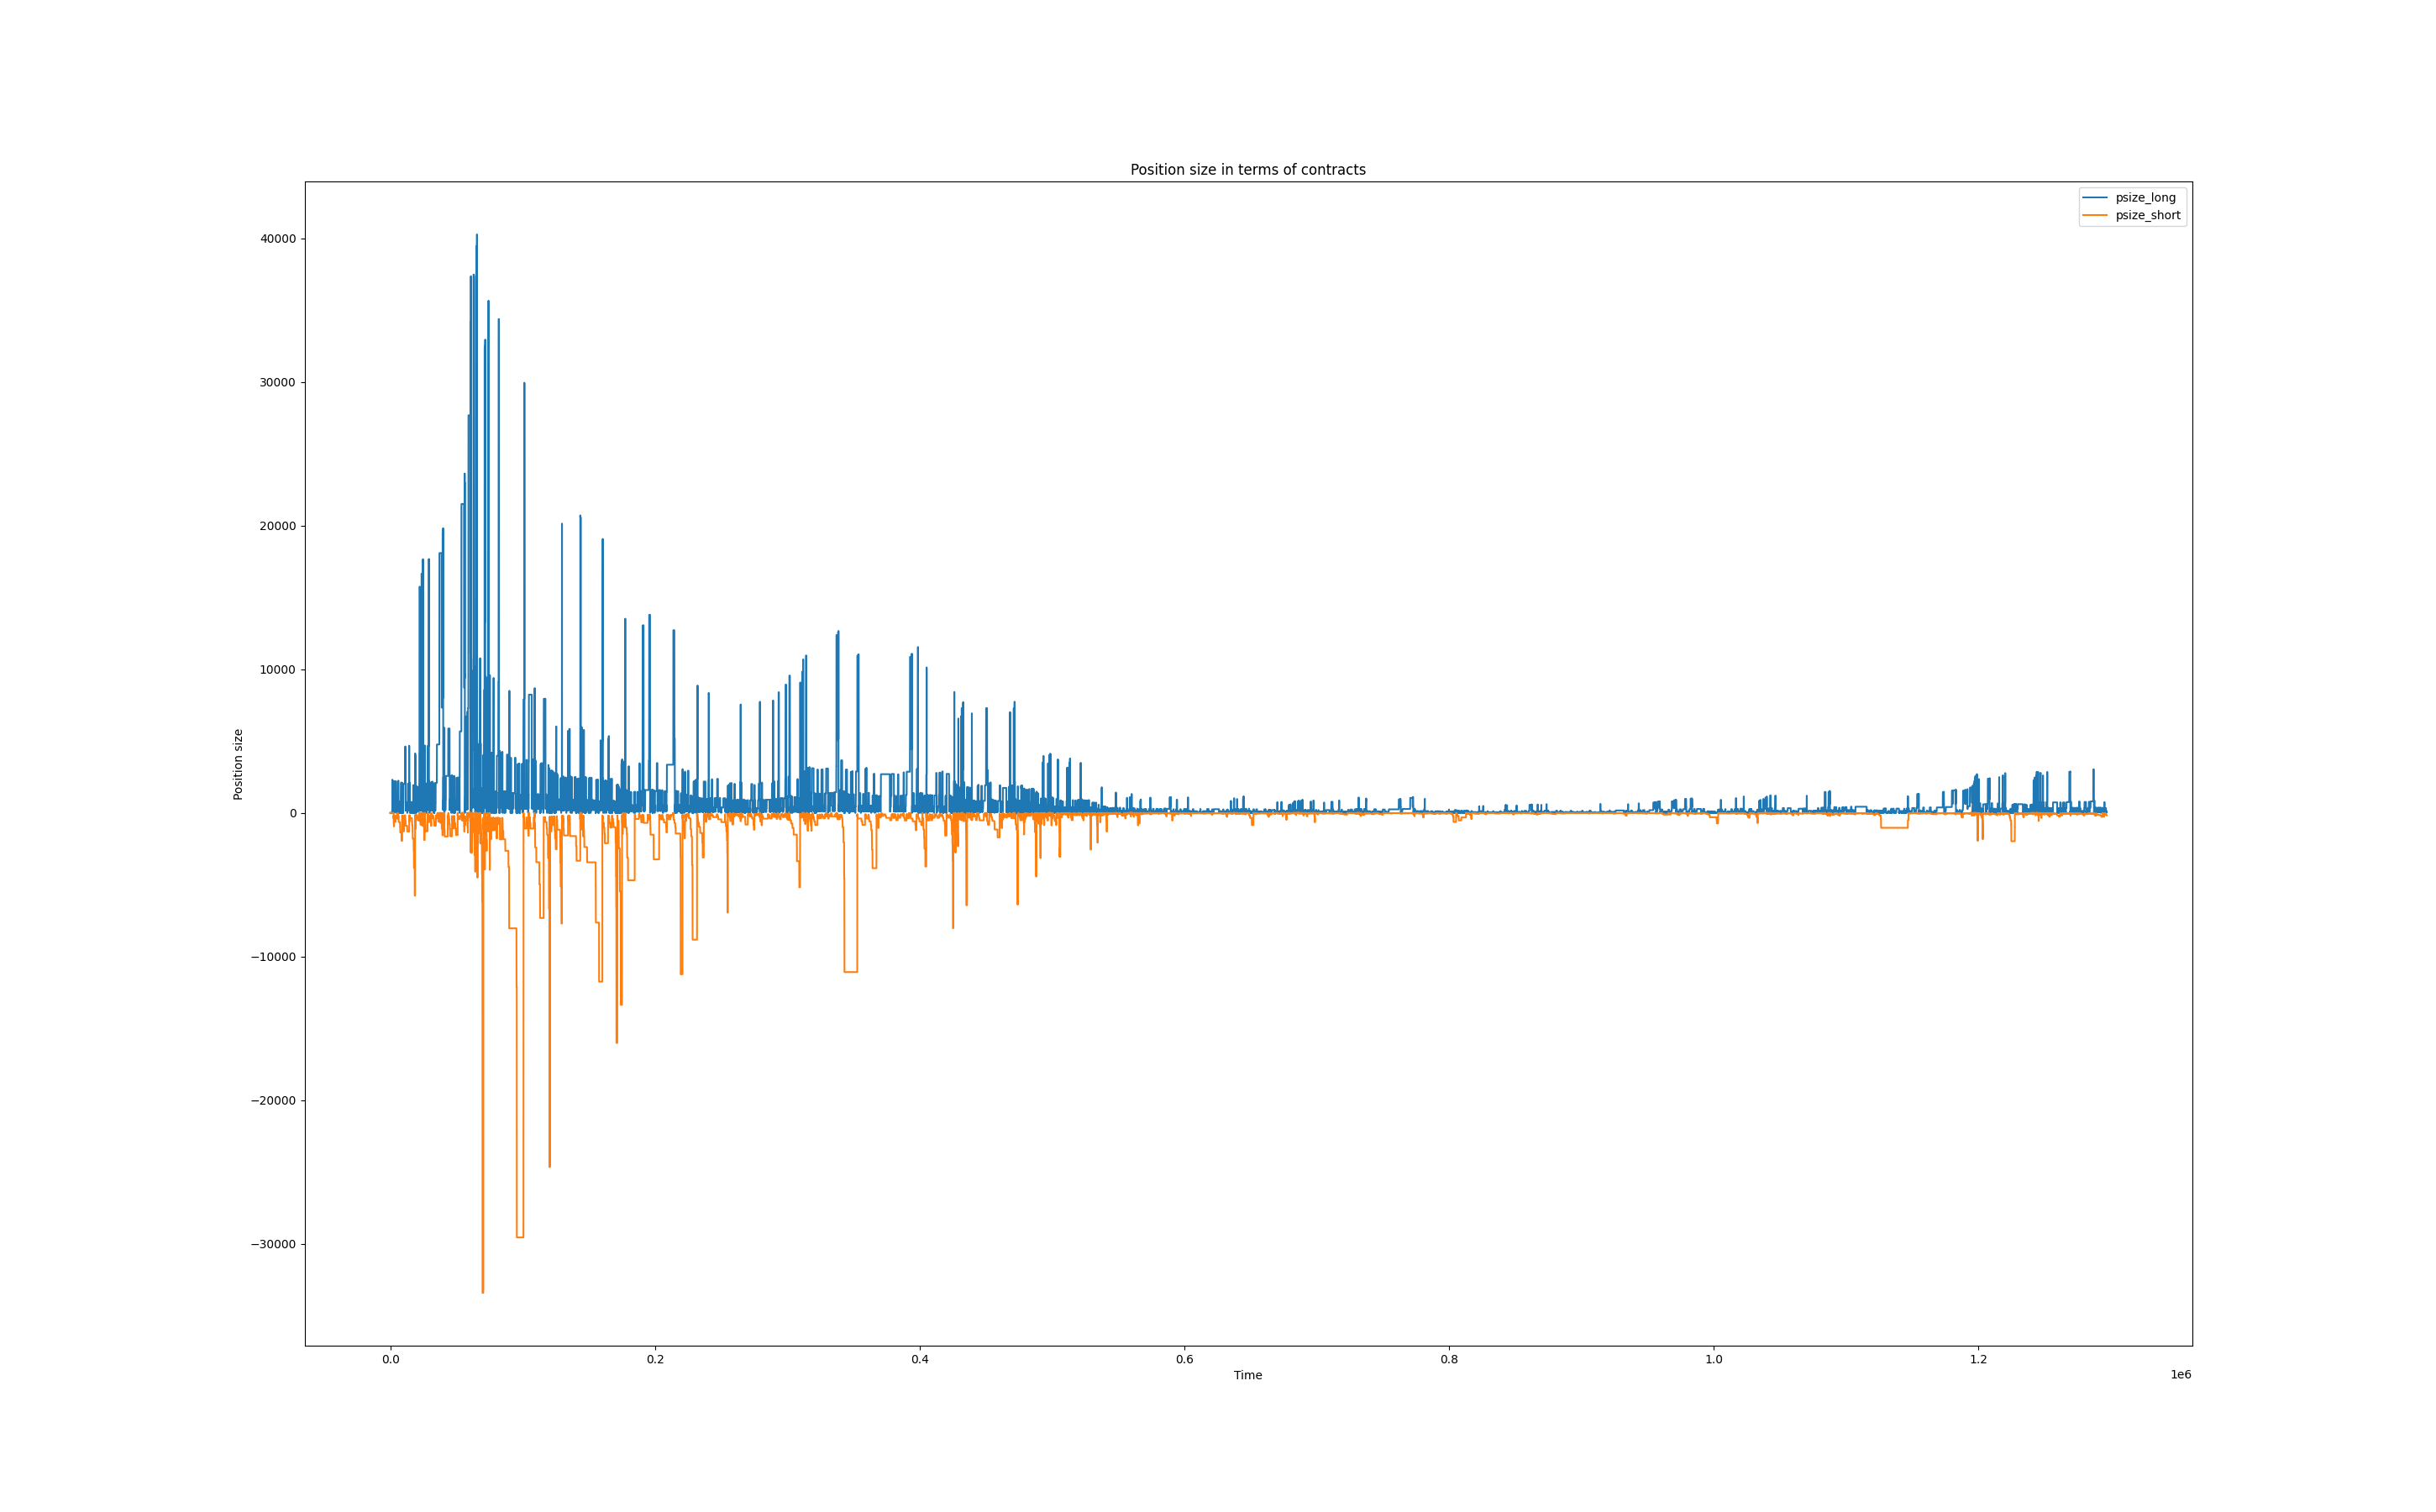 Position size in terms of contracts
psize_long
psize_short
40000
30000
20000
10000
0
−10000
−20000
−30000
Position size
0.0 0.2 0.4 0.6 0.8 1.0 1.2
Time
1e6